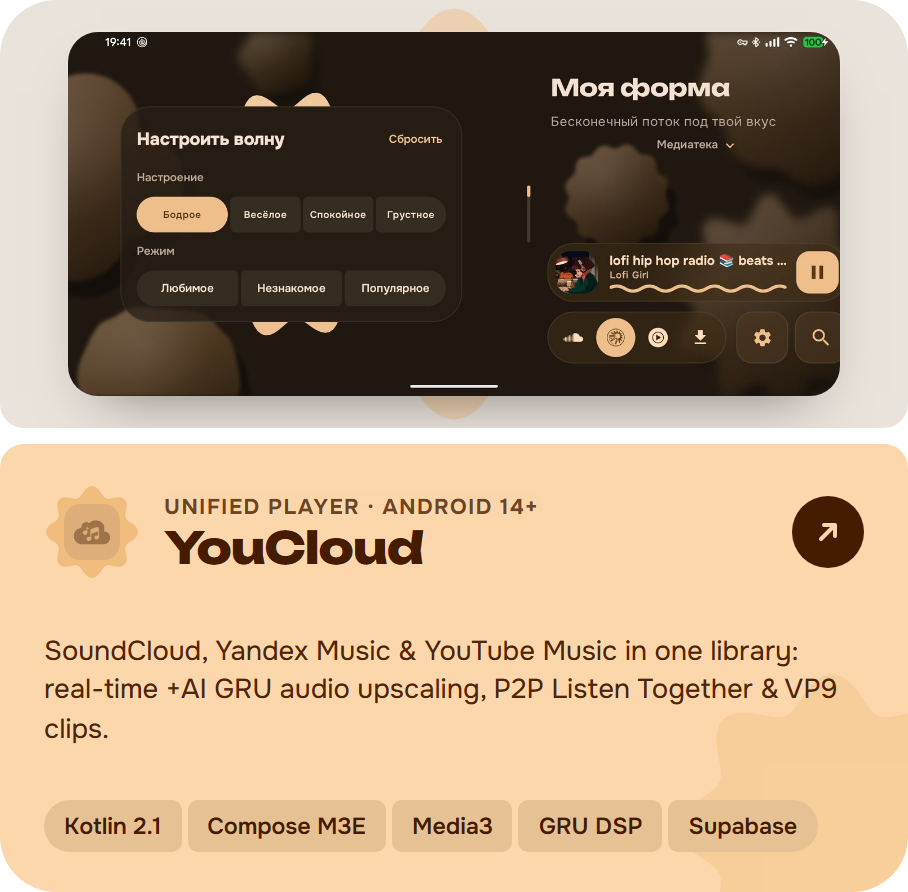 19:41
100
Моя форма
Бесконечный поток под твой вкус
Медиатека
Настроить волну
Сбросить
Настроение
Бодрое
Весёлое
Спокойное
Грустное
Режим
Любимое
Незнакомое
Популярное
lofi hip hop radio 📚 beats ...
Lofi Girl
UNIFIED PLAYER · ANDROID 14+
YouCloud
SoundCloud, Yandex Music & YouTube Music in one library:
real-time +AI GRU audio upscaling, P2P Listen Together & VP9
clips.
Kotlin 2.1
Compose M3E
Media3
GRU DSP
Supabase